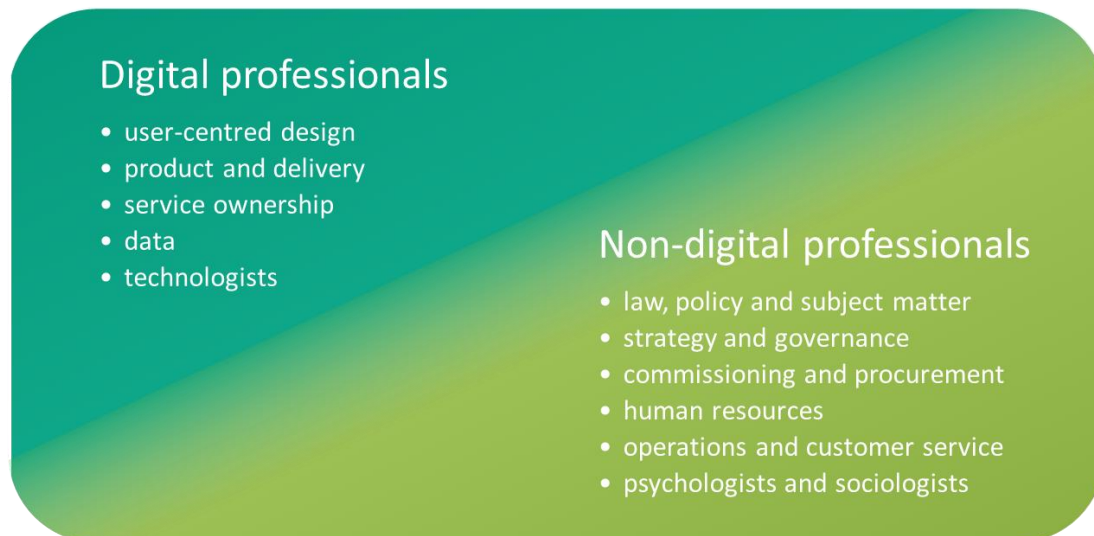 Digital professionals
• user-centred design
• product and delivery
• service ownership
• data
• technologists
Non-digital professionals
• law, policy and subject matter
• strategy and governance
• commissioning and procurement
• human resources
• operations and customer service
• psychologists and sociologists